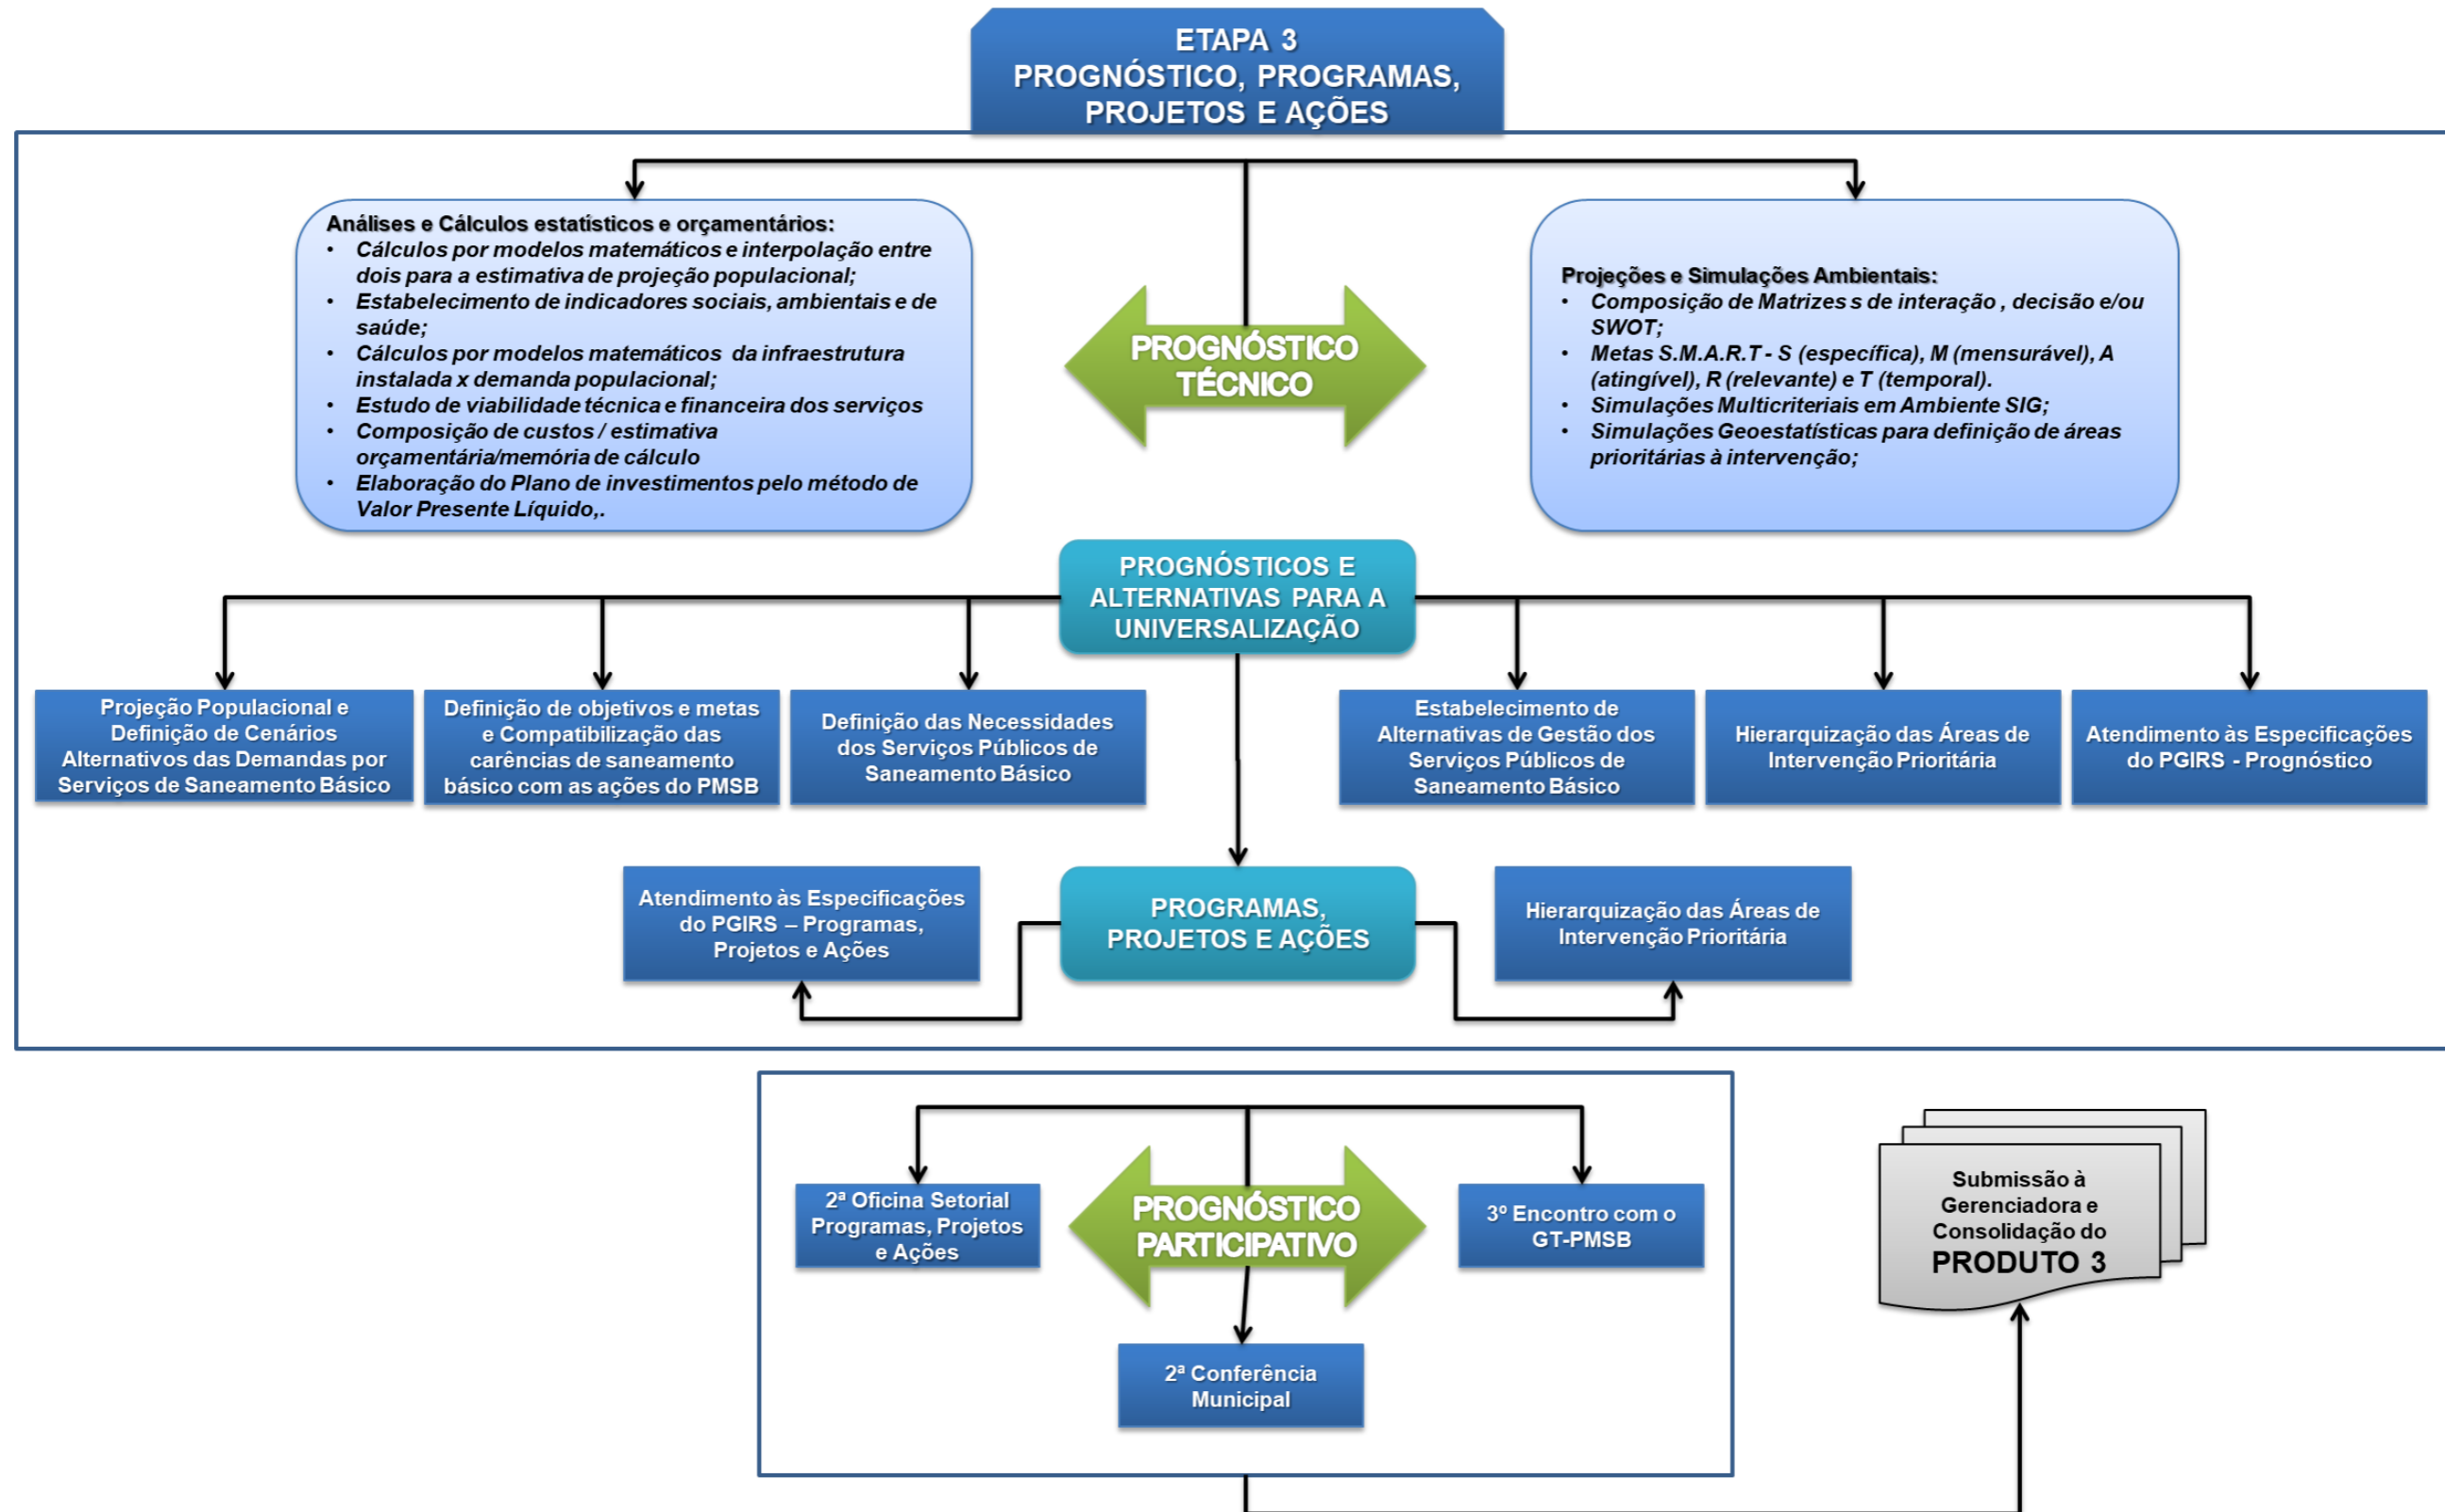 ETAPA 3
PROGNÓSTICO, PROGRAMAS,
PROJETOS E AÇÕES
Análises e Cálculos estatísticos e orçamentários:
• Cálculos por modelos matemáticos e interpolação entre
dois para a estimativa de projeção populacional;
• Estabelecimento de indicadores sociais, ambientais e de
saúde;
• Cálculos por modelos matemáticos da infraestrutura
instalada x demanda populacional;
• Estudo de viabilidade técnica e financeira dos serviços
• Composição de custos / estimativa
orçamentária/memória de cálculo
• Elaboração do Plano de investimentos pelo método de
Valor Presente Líquido,.
PROGNÓSTICO
TÉCNICO
Projeções e Simulações Ambientais:
• Composição de Matrizes s de interação , decisão e/ou
SWOT;
• Metas S.M.A.R.T - S (específica), M (mensurável), A
(atingível), R (relevante) e T (temporal).
• Simulações Multicriteriais em Ambiente SIG;
• Simulações Geoestatísticas para definição de áreas
prioritárias à intervenção;
PROGNÓSTICOS E
ALTERNATIVAS PARA A
UNIVERSALIZAÇÃO
Projeção Populacional e
Definição de Cenários
Alternativos das Demandas por
Serviços de Saneamento Básico
Definição de objetivos e metas
e Compatibilização das
carências de saneamento
básico com as ações do PMSB
Definição das Necessidades
dos Serviços Públicos de
Saneamento Básico
Estabelecimento de
Alternativas de Gestão dos
Serviços Públicos de
Saneamento Básico
Hierarquização das Áreas de
Intervenção Prioritária
Atendimento às Especificações
do PGIRS - Prognóstico
Atendimento às Especificações
do PGIRS – Programas,
Projetos e Ações
PROGRAMAS,
PROJETOS E AÇÕES
Hierarquização das Áreas de
Intervenção Prioritária
2ª Oficina Setorial
Programas, Projetos
e Ações
PROGNÓSTICO
PARTICIPATIVO
3º Encontro com o
GT-PMSB
2ª Conferência
Municipal
Submissão à
Gerenciadora e
Consolidação do
PRODUTO 3